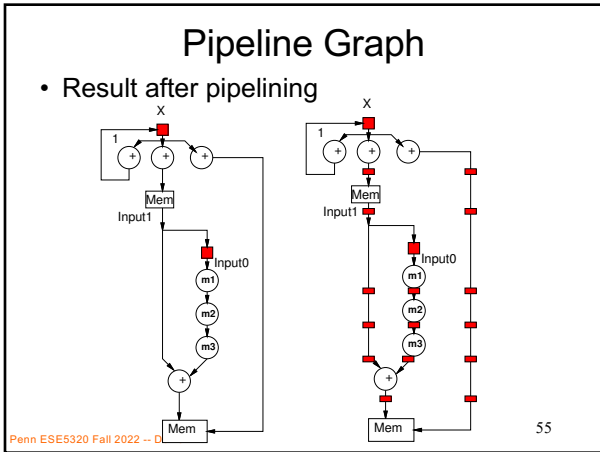 Pipeline Graph
• Result after pipelining
X
1
+ + +
Mem
Input1
Input0
m1
m2
m3
+
Mem
X
1
+ + +
Mem
Input1
Input0
m1
m2
m3
+
Mem
Penn ESE5320 Fall 2022 -- D
55